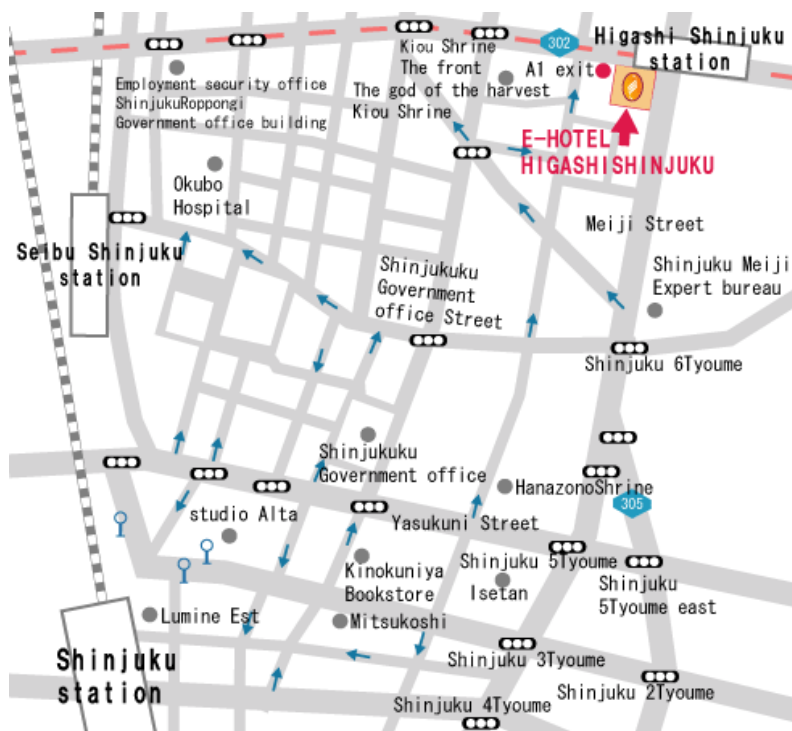 302
Higashi Shinjuku
station
Kiou Shrine
The front
A1 exit
The god of the harvest
Kiou Shrine
Employment security office
ShinjukuRoppongi
Government office building
E-HOTEL
HIGASHISHINJUKU
Okubo
Hospital
Meiji Street
Seibu Shinjuku
station
Shinjukuku
Government
office Street
Shinjuku Meiji
Expert bureau
Shinjuku 6Tyoume
Shinjukuku
Government office
HanazonoShrine
305
studio Alta
Yasukuni Street
Kinokuniya
Bookstore
Shinjuku 5Tyoume
Isetan
Shinjuku
5Tyoume east
Lumine Est
Mitsukoshi
Shinjuku
station
Shinjuku 3Tyoume
Shinjuku 2Tyoume
Shinjuku 4Tyoume